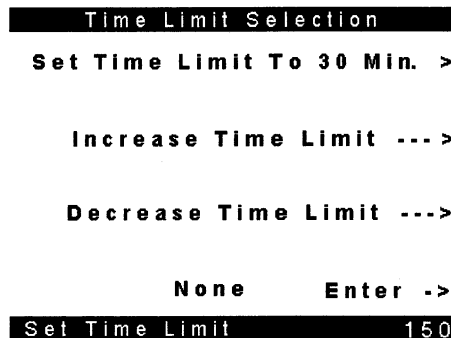 Time Limit Selection
Set Time Limit To 30 Min. >
Increase Time Limit --->
Decrease Time Limit --->
None Enter ->
Set Time Limit 150